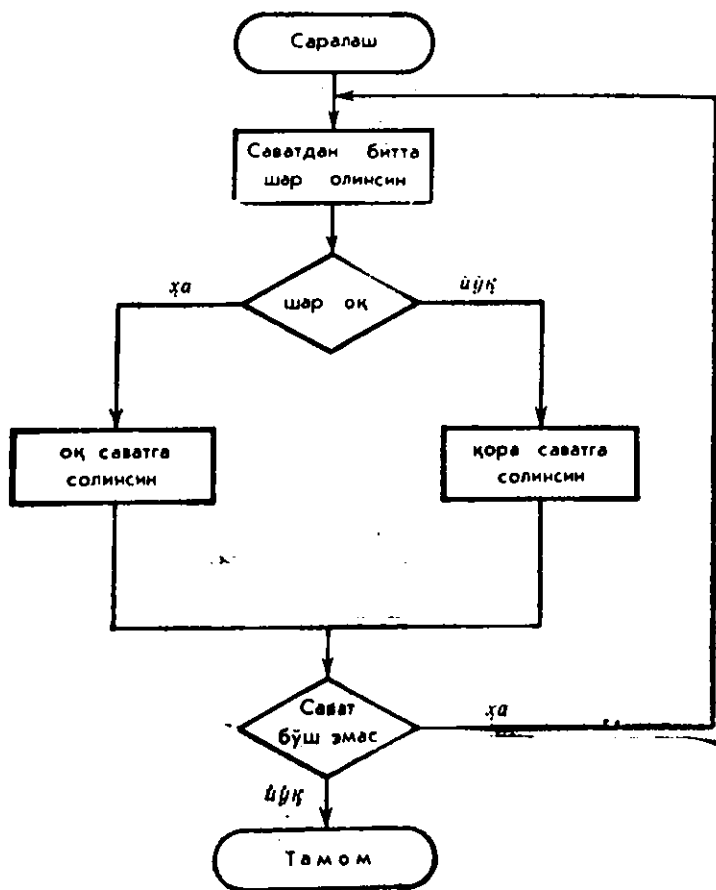 Саралаш
Саватдан битта
шар олинсин
ҳа
йўқ
шар оқ
оқ саватга
солинсин
қора саватга
солинсин
Сават
бўш эмас
ҳа
йўқ
Тамом